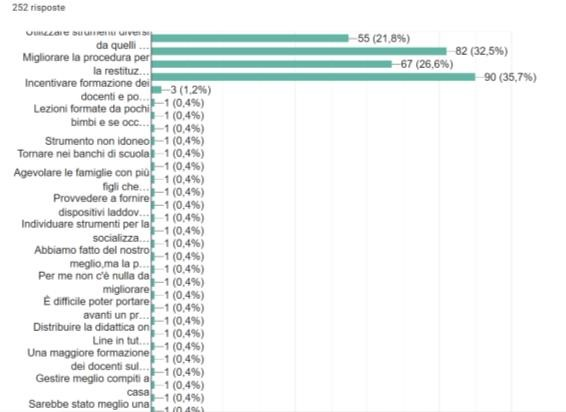 252 risposte
Utilizzare strumenti diversi
da quelli …
55 (21,8%)
82 (32,5%)
Migliorare la procedura per
la restituz…
67 (26,6%)
90 (35,7%)
Incentivare formazione dei
docenti e po…
3 (1,2%)
1 (0,4%)
Lezioni formate da pochi
bimbi e se occ…
1 (0,4%)
1 (0,4%)
Strumento non idoneo
1 (0,4%)
Tornare nei banchi di scuola
1 (0,4%)
1 (0,4%)
Agevolare le famiglie con più
figli che…
1 (0,4%)
1 (0,4%)
Provvedere a fornire
dispositivi laddov…
1 (0,4%)
1 (0,4%)
Individuare strumenti per la
socializza…
1 (0,4%)
1 (0,4%)
Abbiamo fatto del nostro
meglio,ma la p…
1 (0,4%)
1 (0,4%)
Per me non c'è nulla da
migliorare
1 (0,4%)
1 (0,4%)
È difficile poter portare
avanti un pr…
1 (0,4%)
1 (0,4%)
Distribuire la didattica on
Line in tut…
1 (0,4%)
1 (0,4%)
Una maggiore formazione
dei docenti sul…
1 (0,4%)
1 (0,4%)
Gestire meglio compiti a
casa
1 (0,4%)
1 (0,4%)
Sarebbe stato meglio una
1 (0,4%)